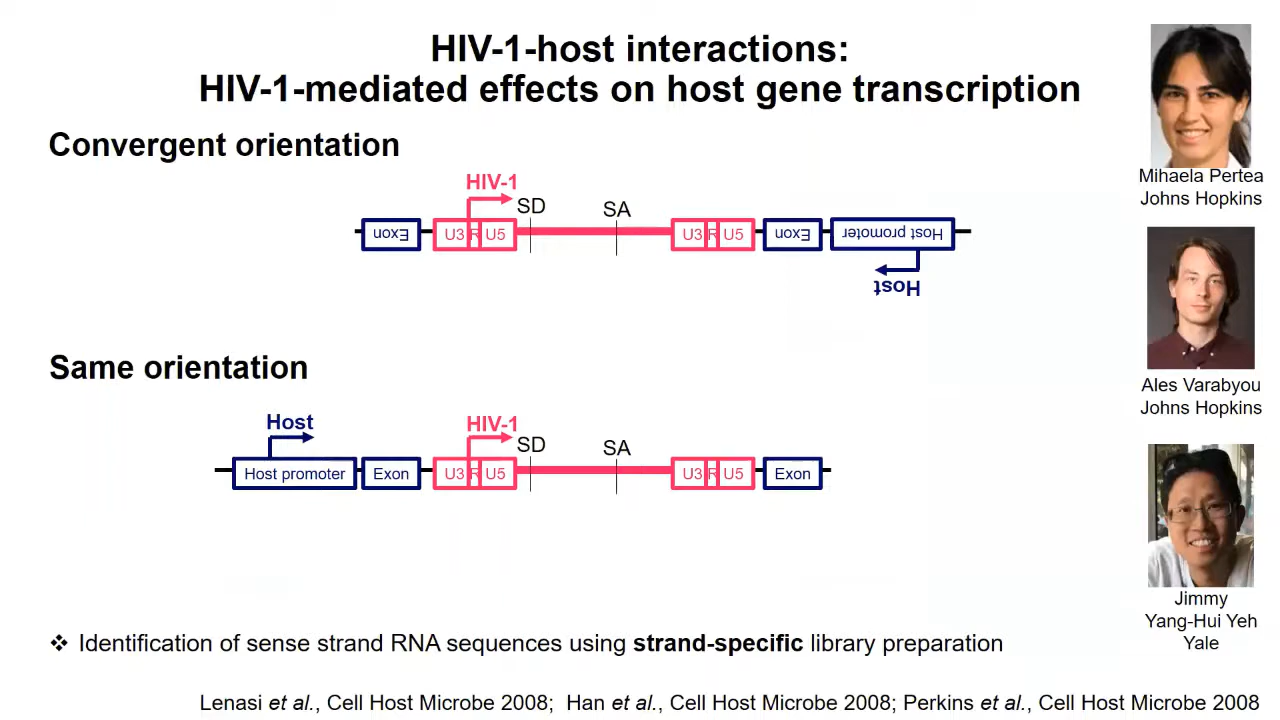 HIV-1-host interactions:
HIV-1-mediated effects on host gene transcription
Convergent orientation
HIV-1
SD
SA
Exon
U3
R
U5
U3
R
U5
Exon
Host promoter
Host
Same orientation
Host
HIV-1
SD
SA
Host promoter
Exon
U3
R
U5
U3
R
U5
Exon
❖ Identification of sense strand RNA sequences using strand-specific library preparation
Lenasi et al., Cell Host Microbe 2008; Han et al., Cell Host Microbe 2008; Perkins et al., Cell Host Microbe 2008
Mihaela Pertea
Johns Hopkins
Ales Varabyou
Johns Hopkins
Jimmy
Yang-Hui Yeh
Yale